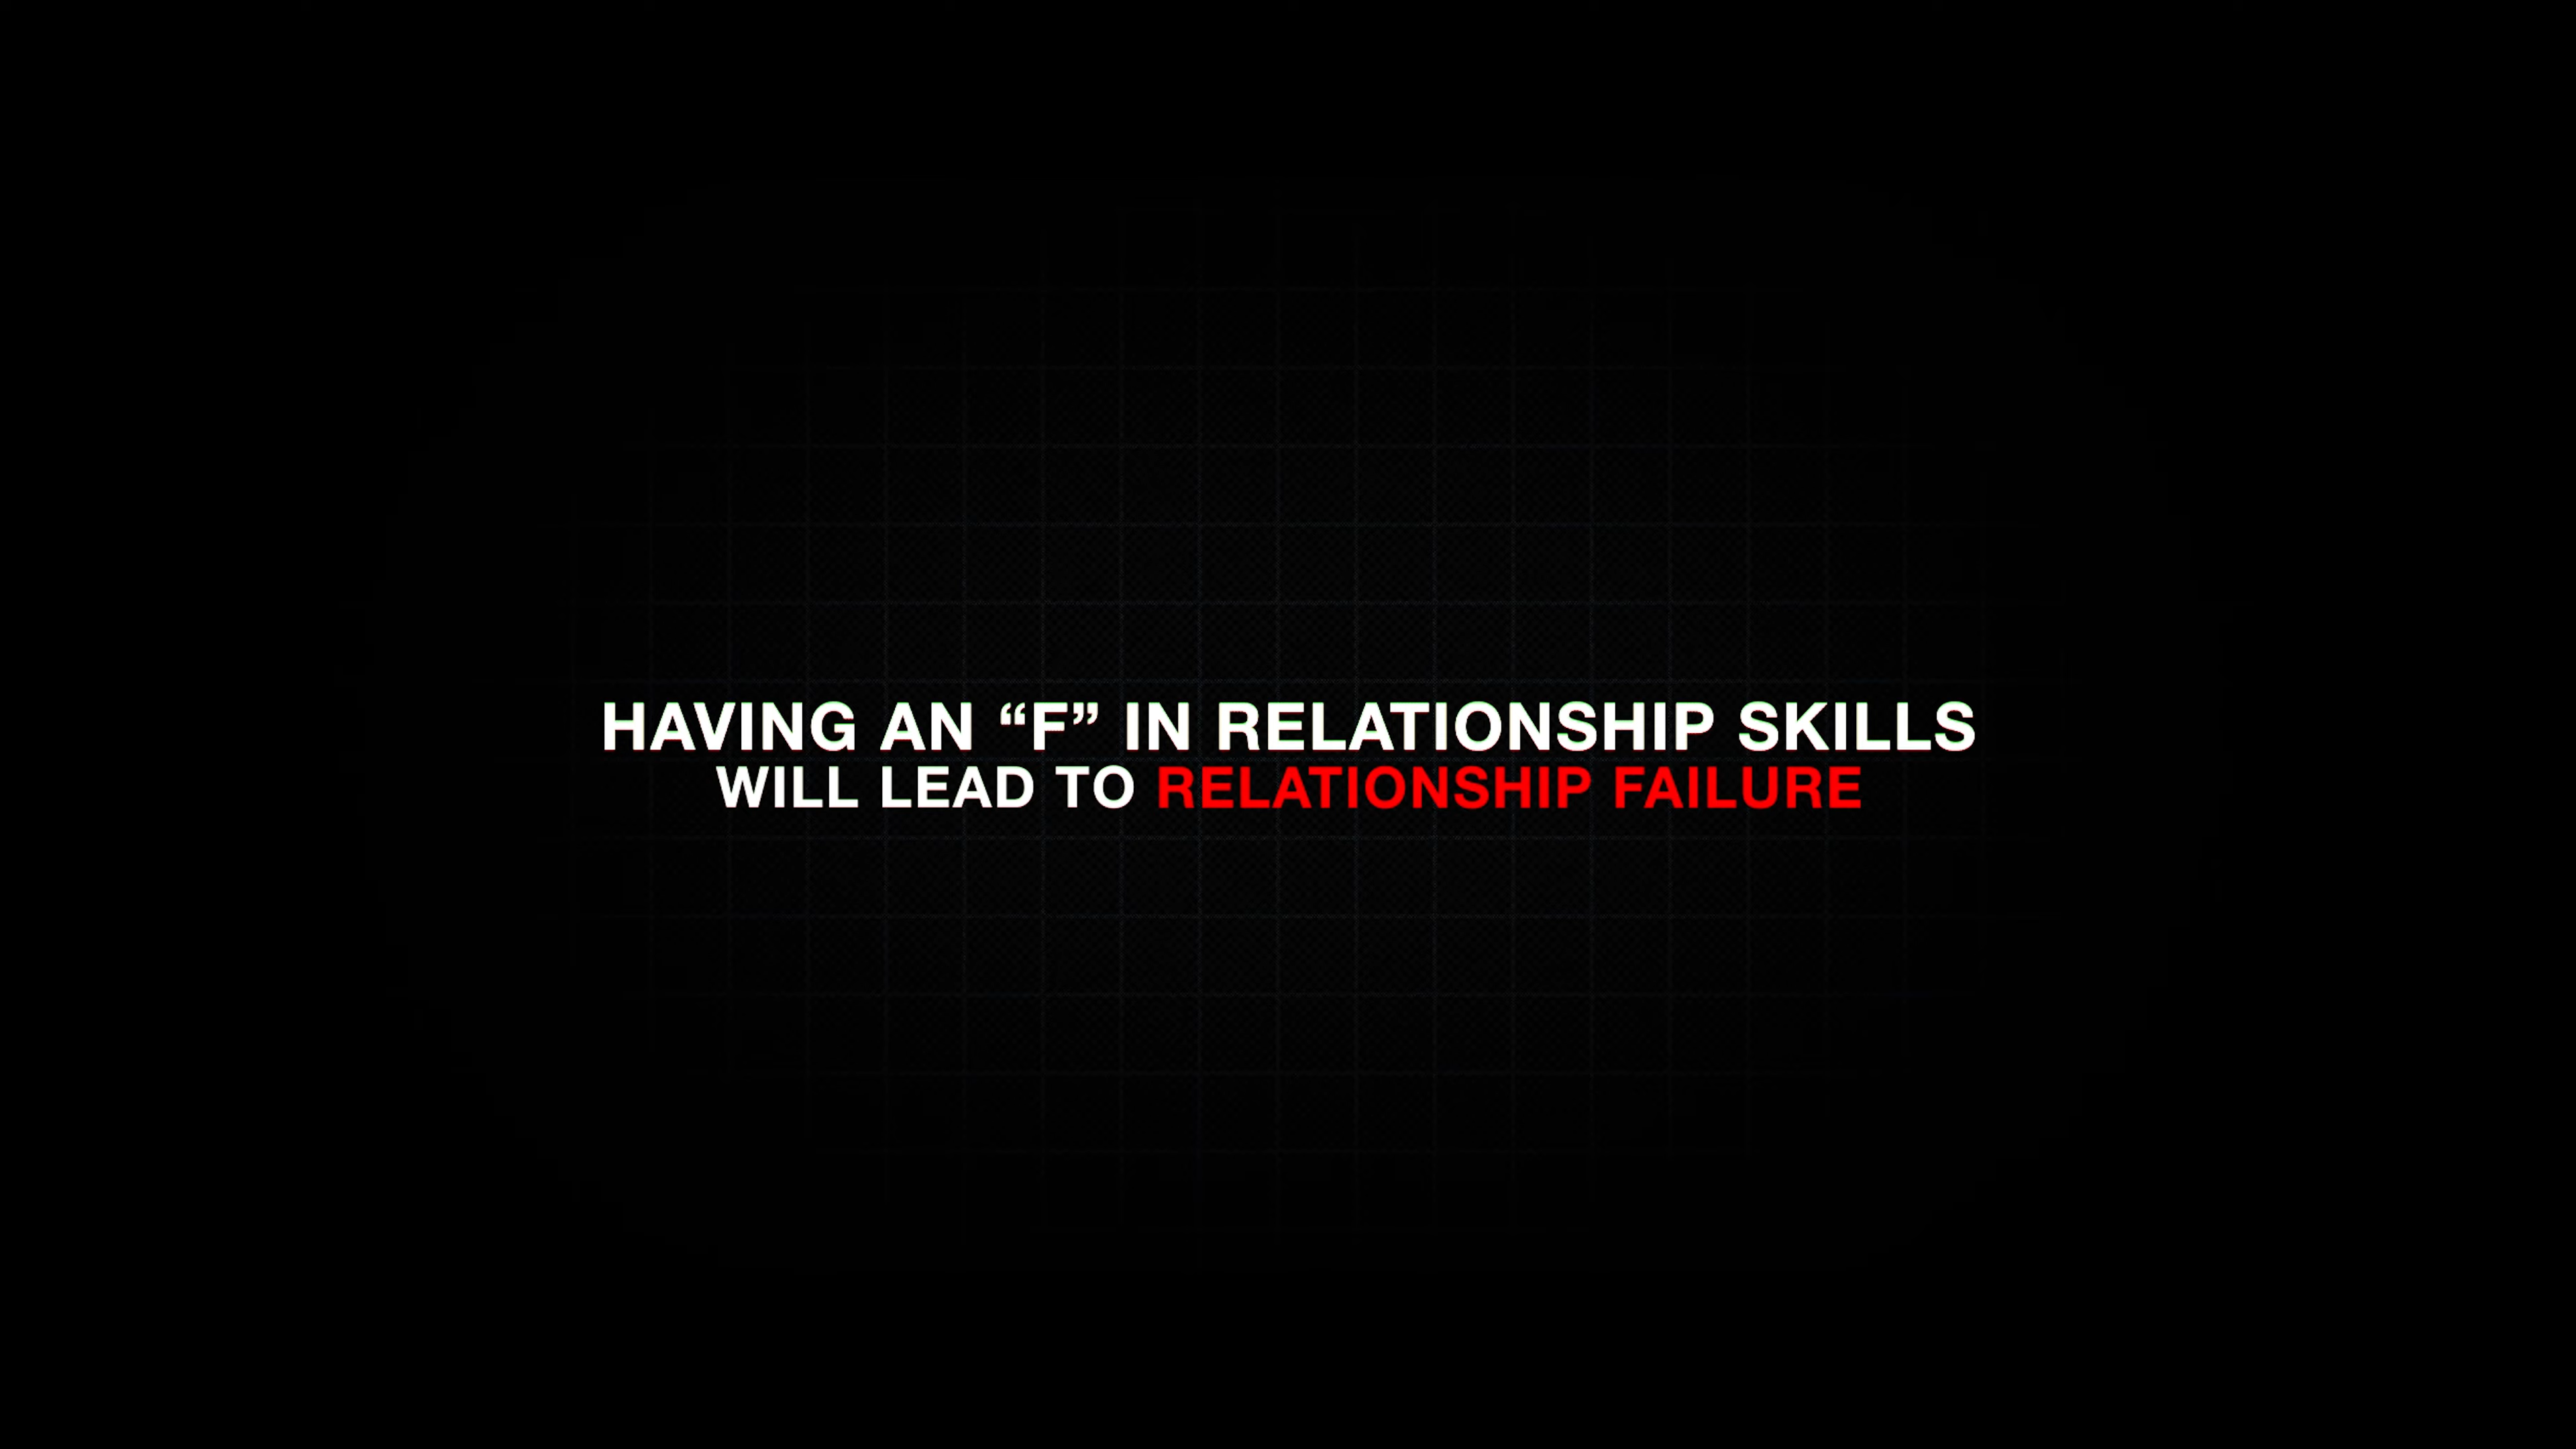 HAVING AN “F” IN RELATIONSHIP SKILLS
WILL LEAD TO RELATIONSHIP FAILURE